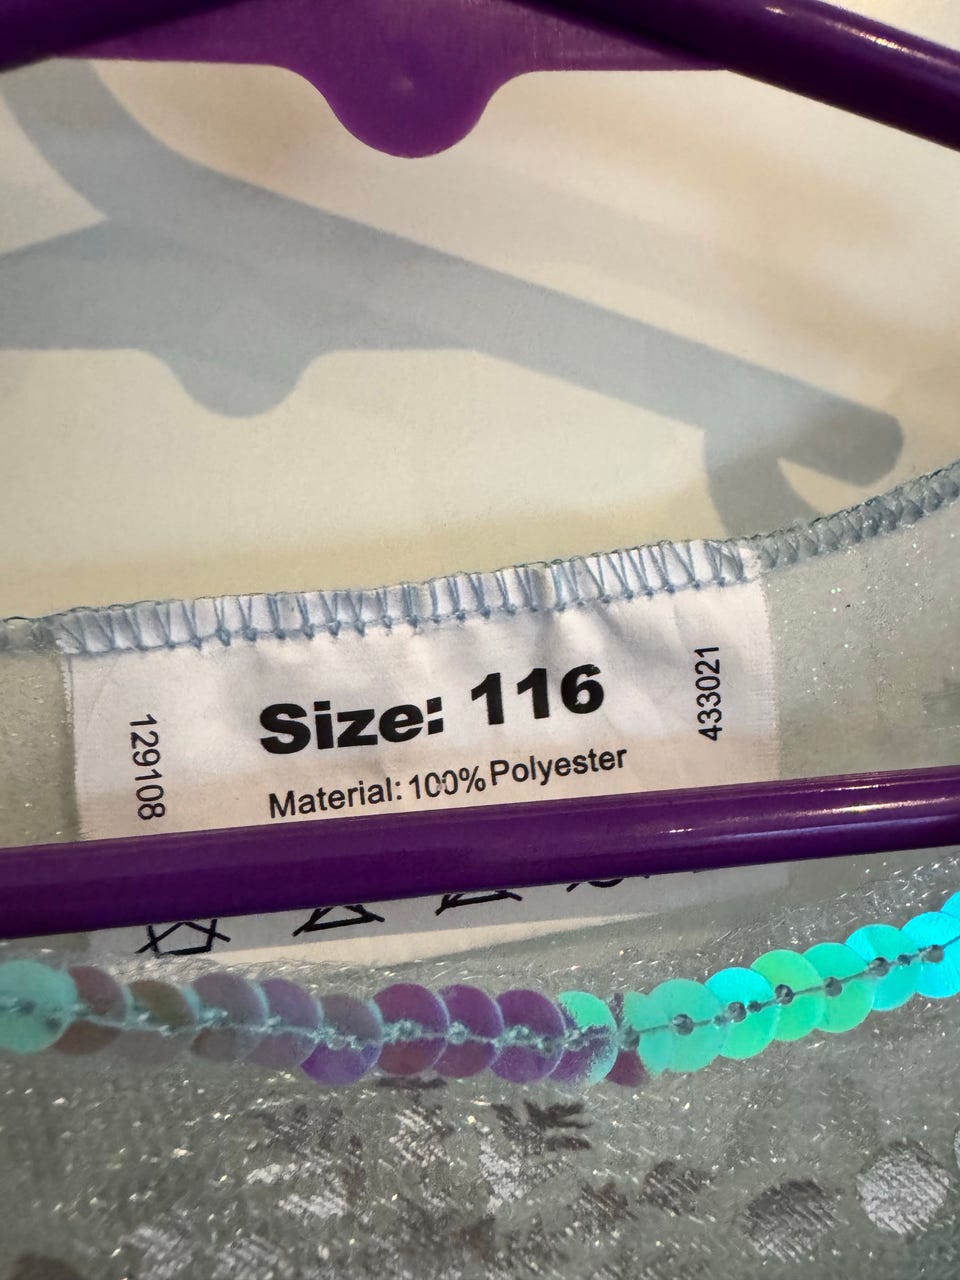 Size: 116
Material: 100% Polyester
129108
433021